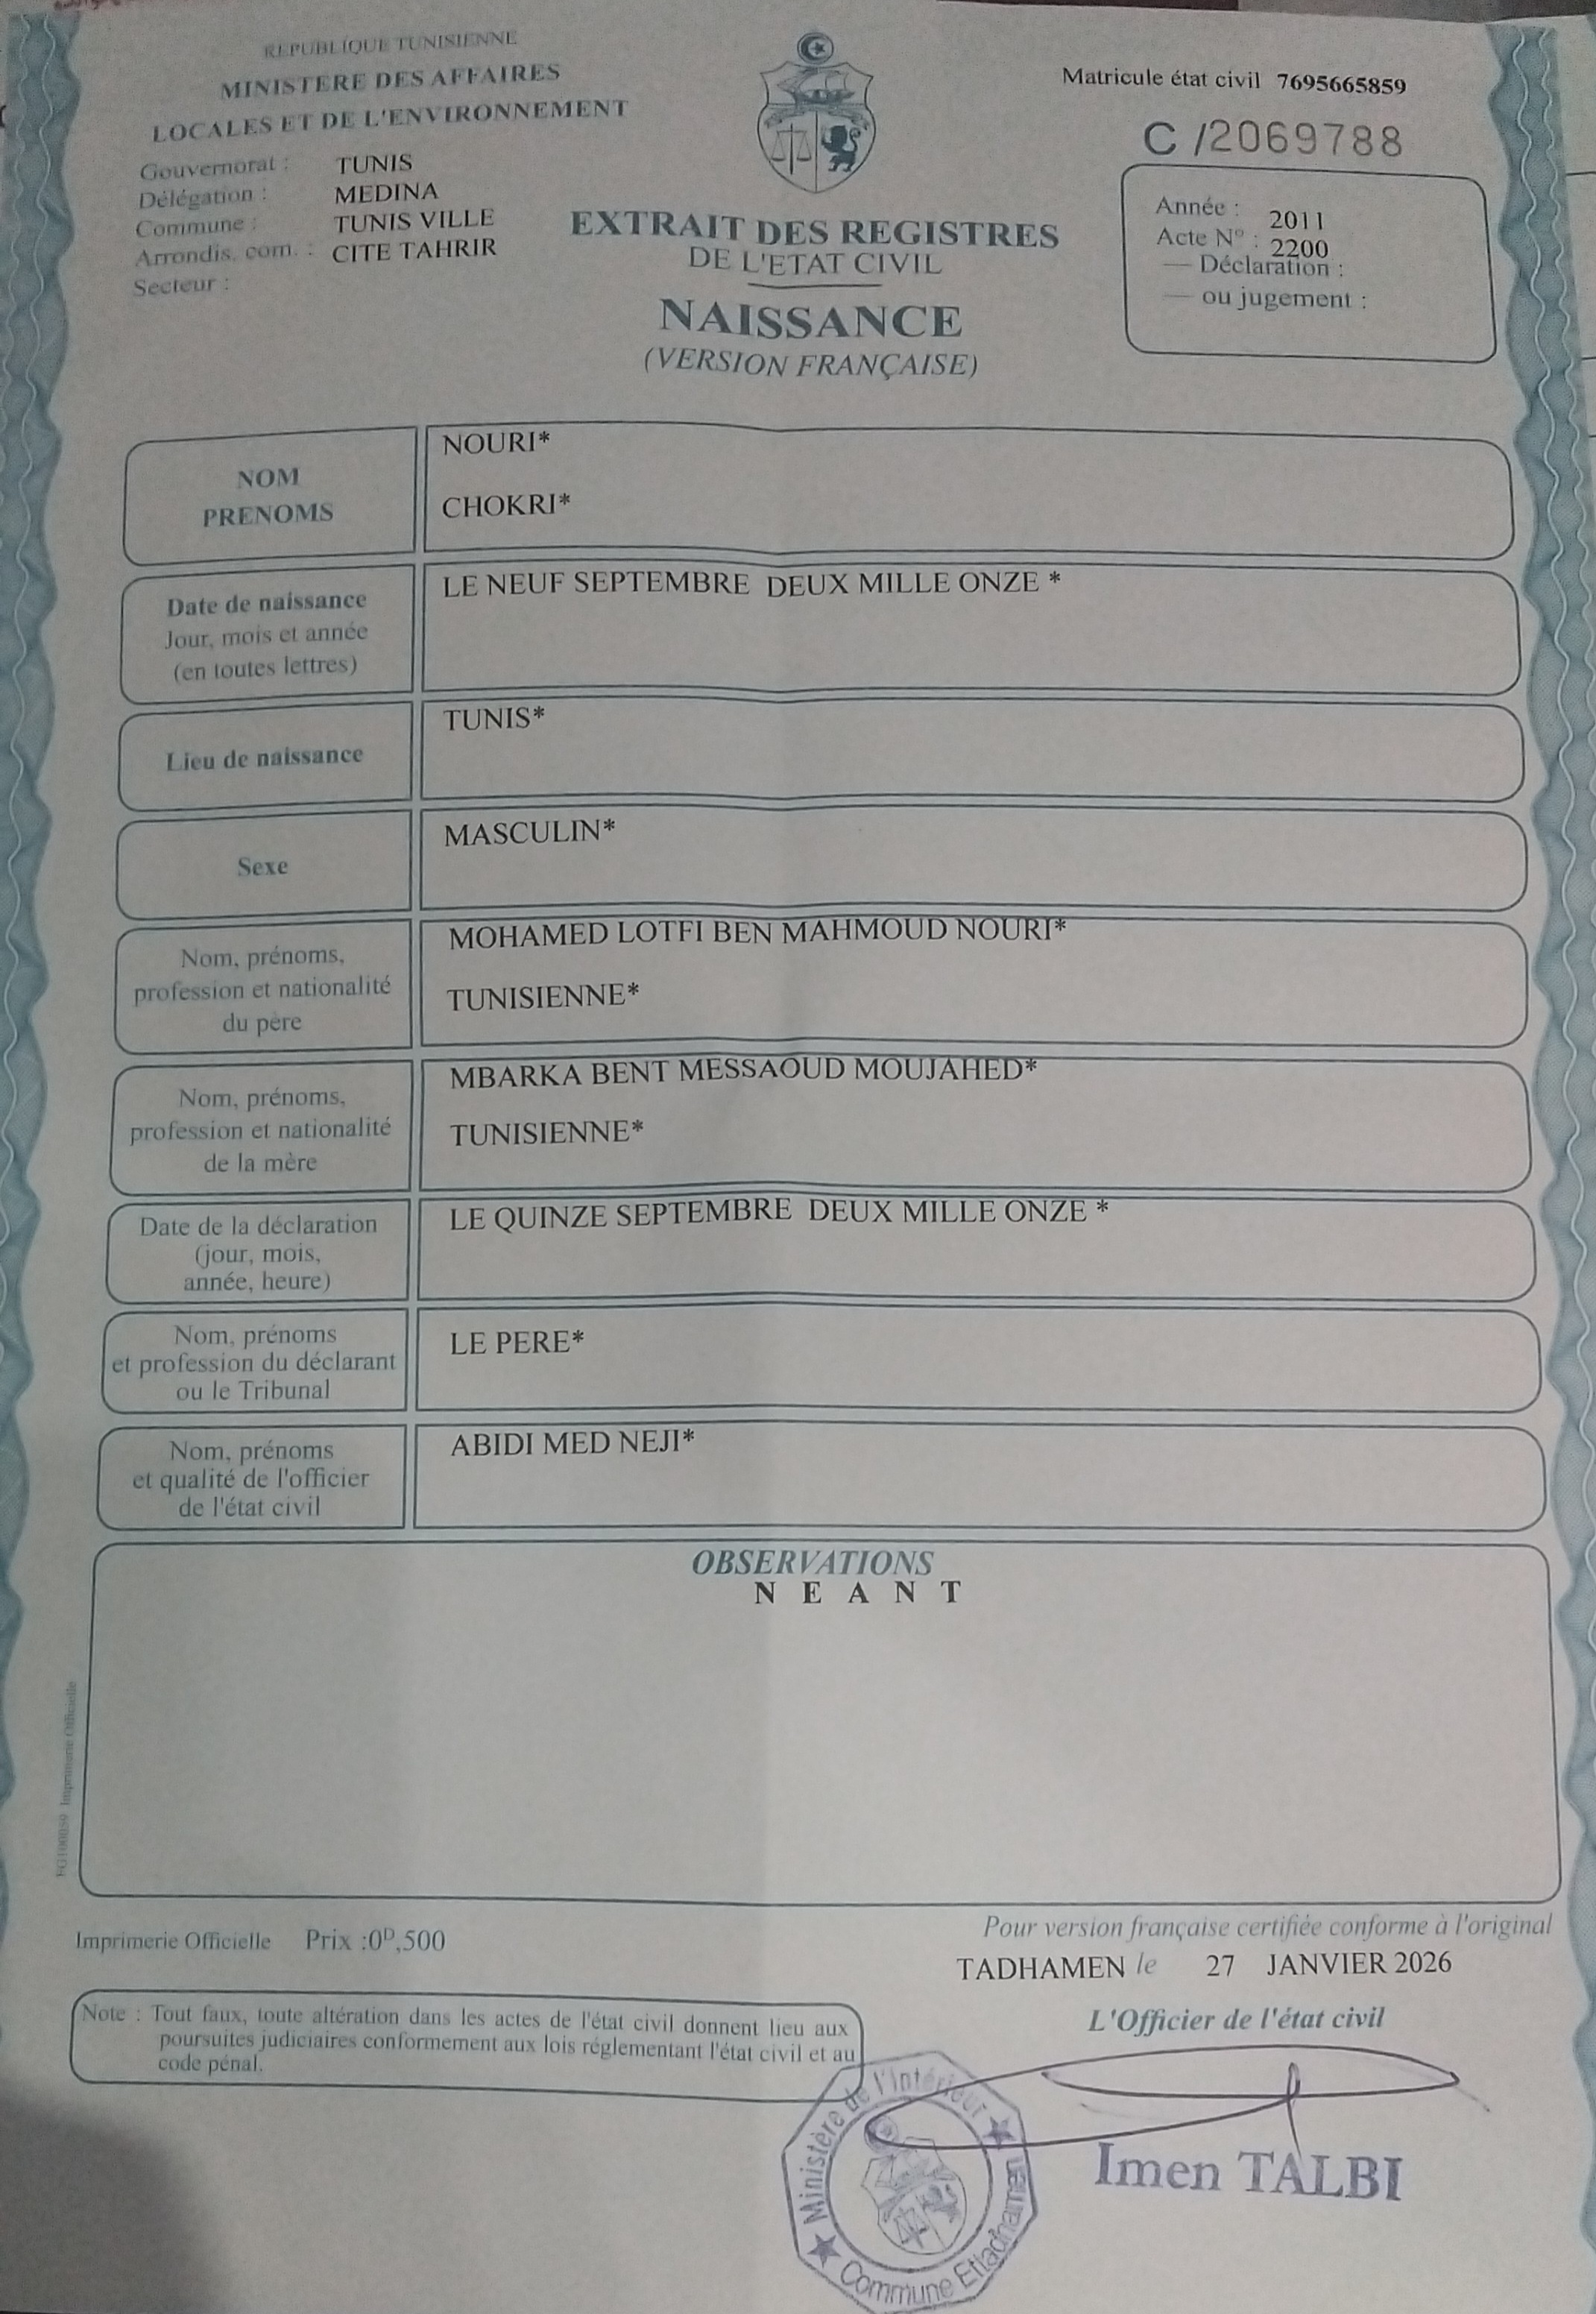 REPUBLIQUE TUNISIENNE
MINISTERE DES AFFAIRES
LOCALES ET DE L'ENVIRONNEMENT
Gouvernorat : TUNIS
Délégation : MEDINA
Commune : TUNIS VILLE
Arrondis. com. : CITE TAHRIR
Secteur :
EXTRAIT DES REGISTRES
DE L'ETAT CIVIL
NAISSANCE
(VERSION FRANÇAISE)
Matricule état civil 7695665859
C /2069788
Année : 2011
Acte N° : 2200
— Déclaration :
— ou jugement :
NOM
PRENOMS
NOURI*
CHOKRI*
Date de naissance
Jour, mois et année
(en toutes lettres)
LE NEUF SEPTEMBRE DEUX MILLE ONZE *
Lieu de naissance
TUNIS*
Sexe
MASCULIN*
Nom, prénoms,
profession et nationalité
du père
MOHAMED LOTFI BEN MAHMOUD NOURI*
TUNISIENNE*
Nom, prénoms,
profession et nationalité
de la mère
MBARKA BENT MESSAOUD MOUJAHED*
TUNISIENNE*
Date de la déclaration
(jour, mois,
année, heure)
LE QUINZE SEPTEMBRE DEUX MILLE ONZE *
Nom, prénoms
et profession du déclarant
ou le Tribunal
LE PERE*
Nom, prénoms
et qualité de l'officier
de l'état civil
ABIDI MED NEJI*
OBSERVATIONS
N E A N T
Imprimerie Officielle
Imprimerie Officielle Prix :0D,500
Pour version française certifiée conforme à l'original
TADHAMEN le 27 JANVIER 2026
L'Officier de l'état civil
Note : Tout faux, toute altération dans les actes de l'état civil donnent lieu aux
poursuites judiciaires conformement aux lois réglementant l'état civil et au
code pénal.
Ministère de l'Intérieur
Commune Ettadhamen
Imen TALBI